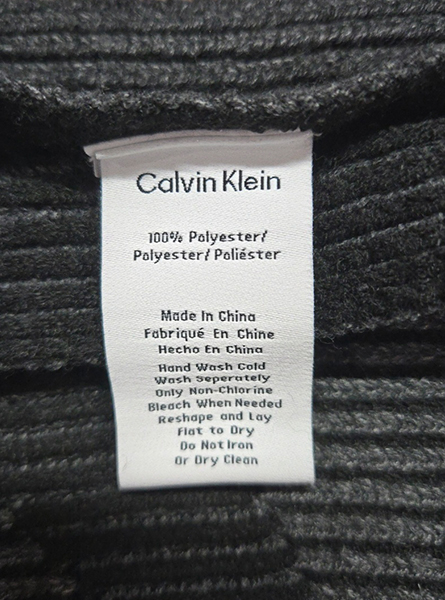 Calvin Klein
100% Polyester/
Polyester/ Poliéster
Made In China
Fabriqué En Chine
Hecho En China
Hand Wash Cold
Wash Seperately
Only Non-Chlorine
Bleach When Needed
Reshape and Lay
Flat to Dry
Do Not Iron
Or Dry Clean